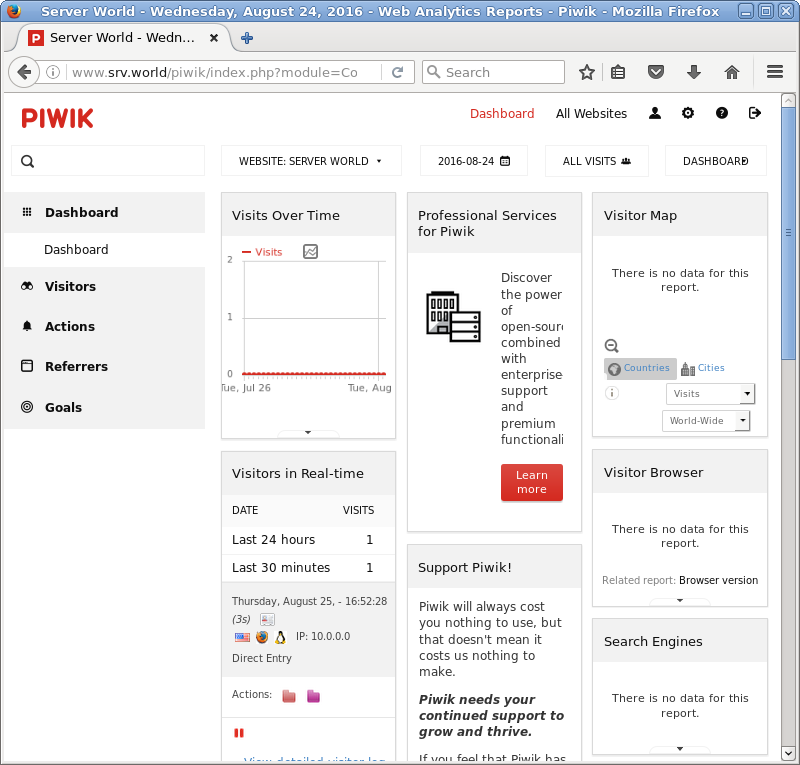 Server World - Wednesday, August 24, 2016 - Web Analytics Reports - Piwik - Mozilla Firefox
Server World - Wedn...
www.srv.world/piwik/index.php?module=Co
Search
PIWIK
Dashboard
All Websites
WEBSITE: SERVER WORLD
2016-08-24
ALL VISITS
DASHBOARD
Dashboard
Dashboard
Visitors
Actions
Referrers
Goals
Visits Over Time
Visits
2
1
0
Tue, Jul 26
Tue, Aug
Visitors in Real-time
DATE VISITS
Last 24 hours 1
Last 30 minutes 1
Thursday, August 25, - 16:52:28
(3s)
IP: 10.0.0.0
Direct Entry
Actions:
View detailed visitor log
Professional Services
for Piwik
Discover
the power
of
open-sourc
combined
with
enterprise
support
and
premium
functionali
Learn
more
Support Piwik!
Piwik will always cost
you nothing to use, but
that doesn't mean it
costs us nothing to
make.
Piwik needs your
continued support to
grow and thrive.
If you feel that Piwik has
Visitor Map
There is no data for this
report.
Countries
Cities
Visits
World-Wide
Visitor Browser
There is no data for this
report.
Related report: Browser version
Search Engines
There is no data for this
report.